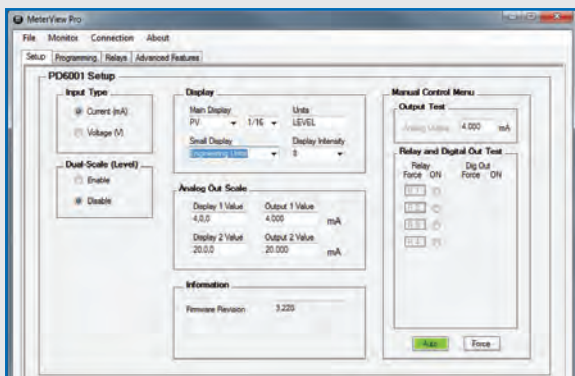 MeterView Pro
File Monitor Connection About
Setup Programming Relays Advanced Features
PD6001 Setup
Input Type
Current (mA)
Voltage (V)
Dual-Scale (Level)
Enable
Disable
Display
Main Display Units
PV 1/16 LEVEL
Small Display Display Intensity
Engineering Units 8
Analog Out Scale
Display 1 Value Output 1 Value
4.0.0 4.000 mA
Display 2 Value Output 2 Value
20.0.0 20.000 mA
Information
Firmware Revision 3.220
Manual Control Menu
Output Test
Analog Output 4.000 mA
Relay and Digital Out Test
Relay Dig Out
Force ON Force ON
Auto Force